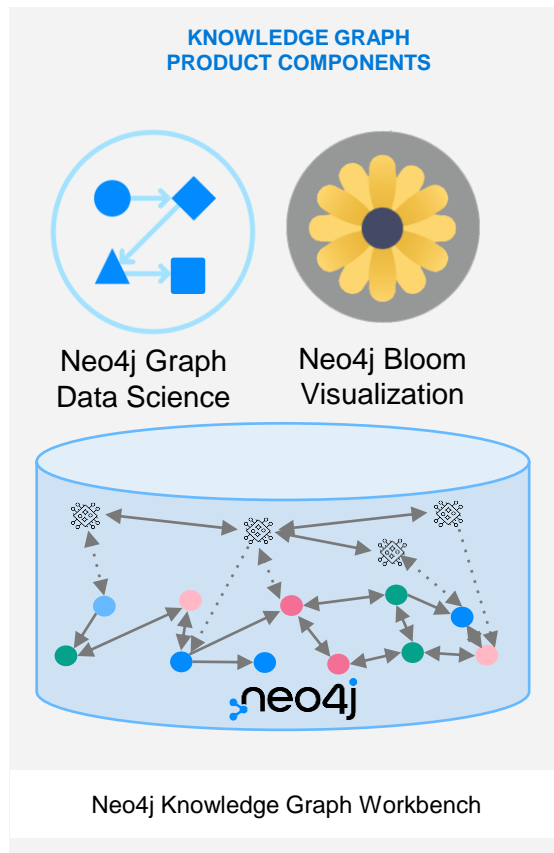 KNOWLEDGE GRAPH
PRODUCT COMPONENTS
Neo4j Graph
Data Science
Neo4j Bloom
Visualization
neo4j
Neo4j Knowledge Graph Workbench